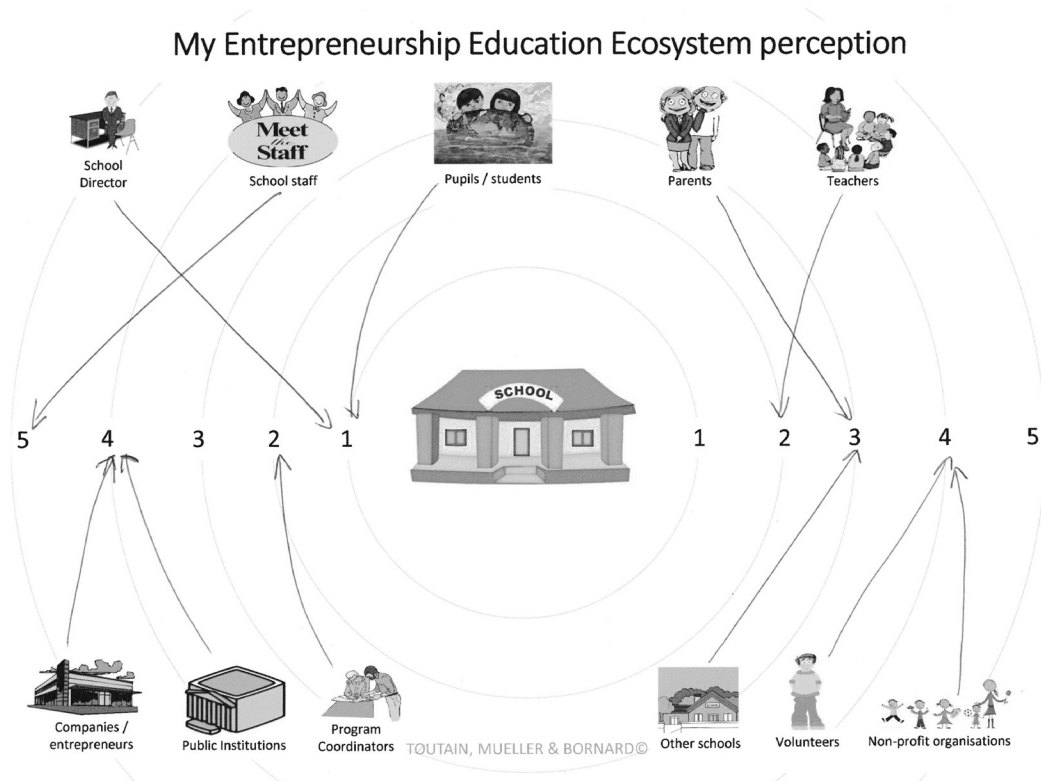 My Entrepreneurship Education Ecosystem perception
Meet
the
Staff
School
Director
School staff
Pupils / students
Parents
Teachers
SCHOOL
5 4 3 2 1 1 2 3 4 5
Companies /
entrepreneurs
Public Institutions
Program
Coordinators
TOUTAIN, MUELLER & BORNARD©
Other schools
Volunteers
Non-profit organisations